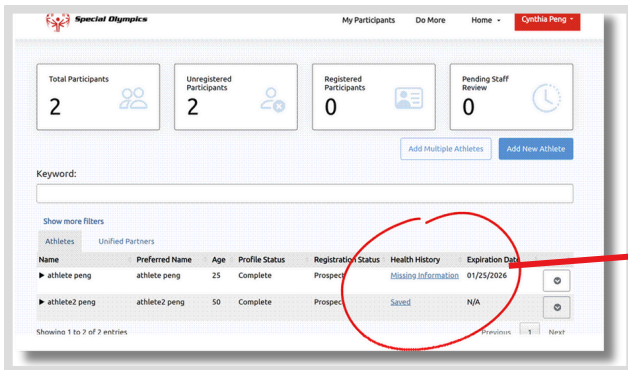 Special Olympics
My Participants Do More Home Cynthia Peng
Total Participants
2
Unregistered Participants
2
Registered Participants
0
Pending Staff Review
0
Add Multiple Athletes Add New Athlete
Keyword:
Show more filters
Athletes Unified Partners
Name Preferred Name Age Profile Status Registration Status Health History Expiration Date
athlete peng athlete peng 25 Complete Prospect Missing Information 01/25/2026
athlete2 peng athlete2 peng 50 Complete Prospect Saved N/A
Showing 1 to 2 of 2 entries Previous 1 Next